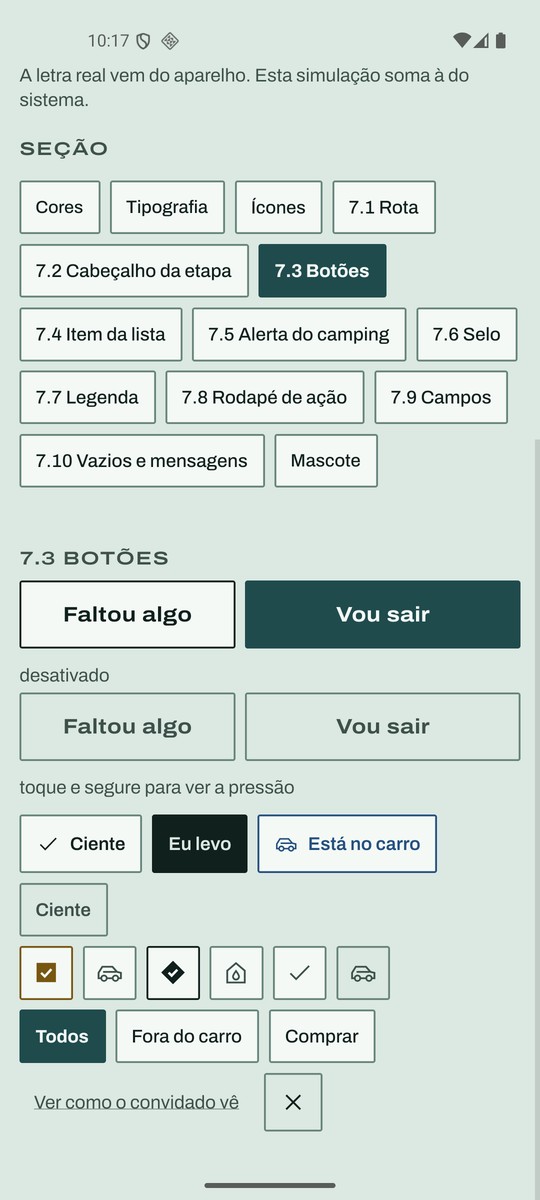 10:17
A letra real vem do aparelho. Esta simulação soma à do
sistema.
SEÇÃO
Cores Tipografia Ícones 7.1 Rota
7.2 Cabeçalho da etapa 7.3 Botões
7.4 Item da lista 7.5 Alerta do camping 7.6 Selo
7.7 Legenda 7.8 Rodapé de ação 7.9 Campos
7.10 Vazios e mensagens Mascote
7.3 BOTÕES
Faltou algo Vou sair
desativado
Faltou algo Vou sair
toque e segure para ver a pressão
Ciente Eu levo Está no carro
Ciente
Todos Fora do carro Comprar
Ver como o convidado vê